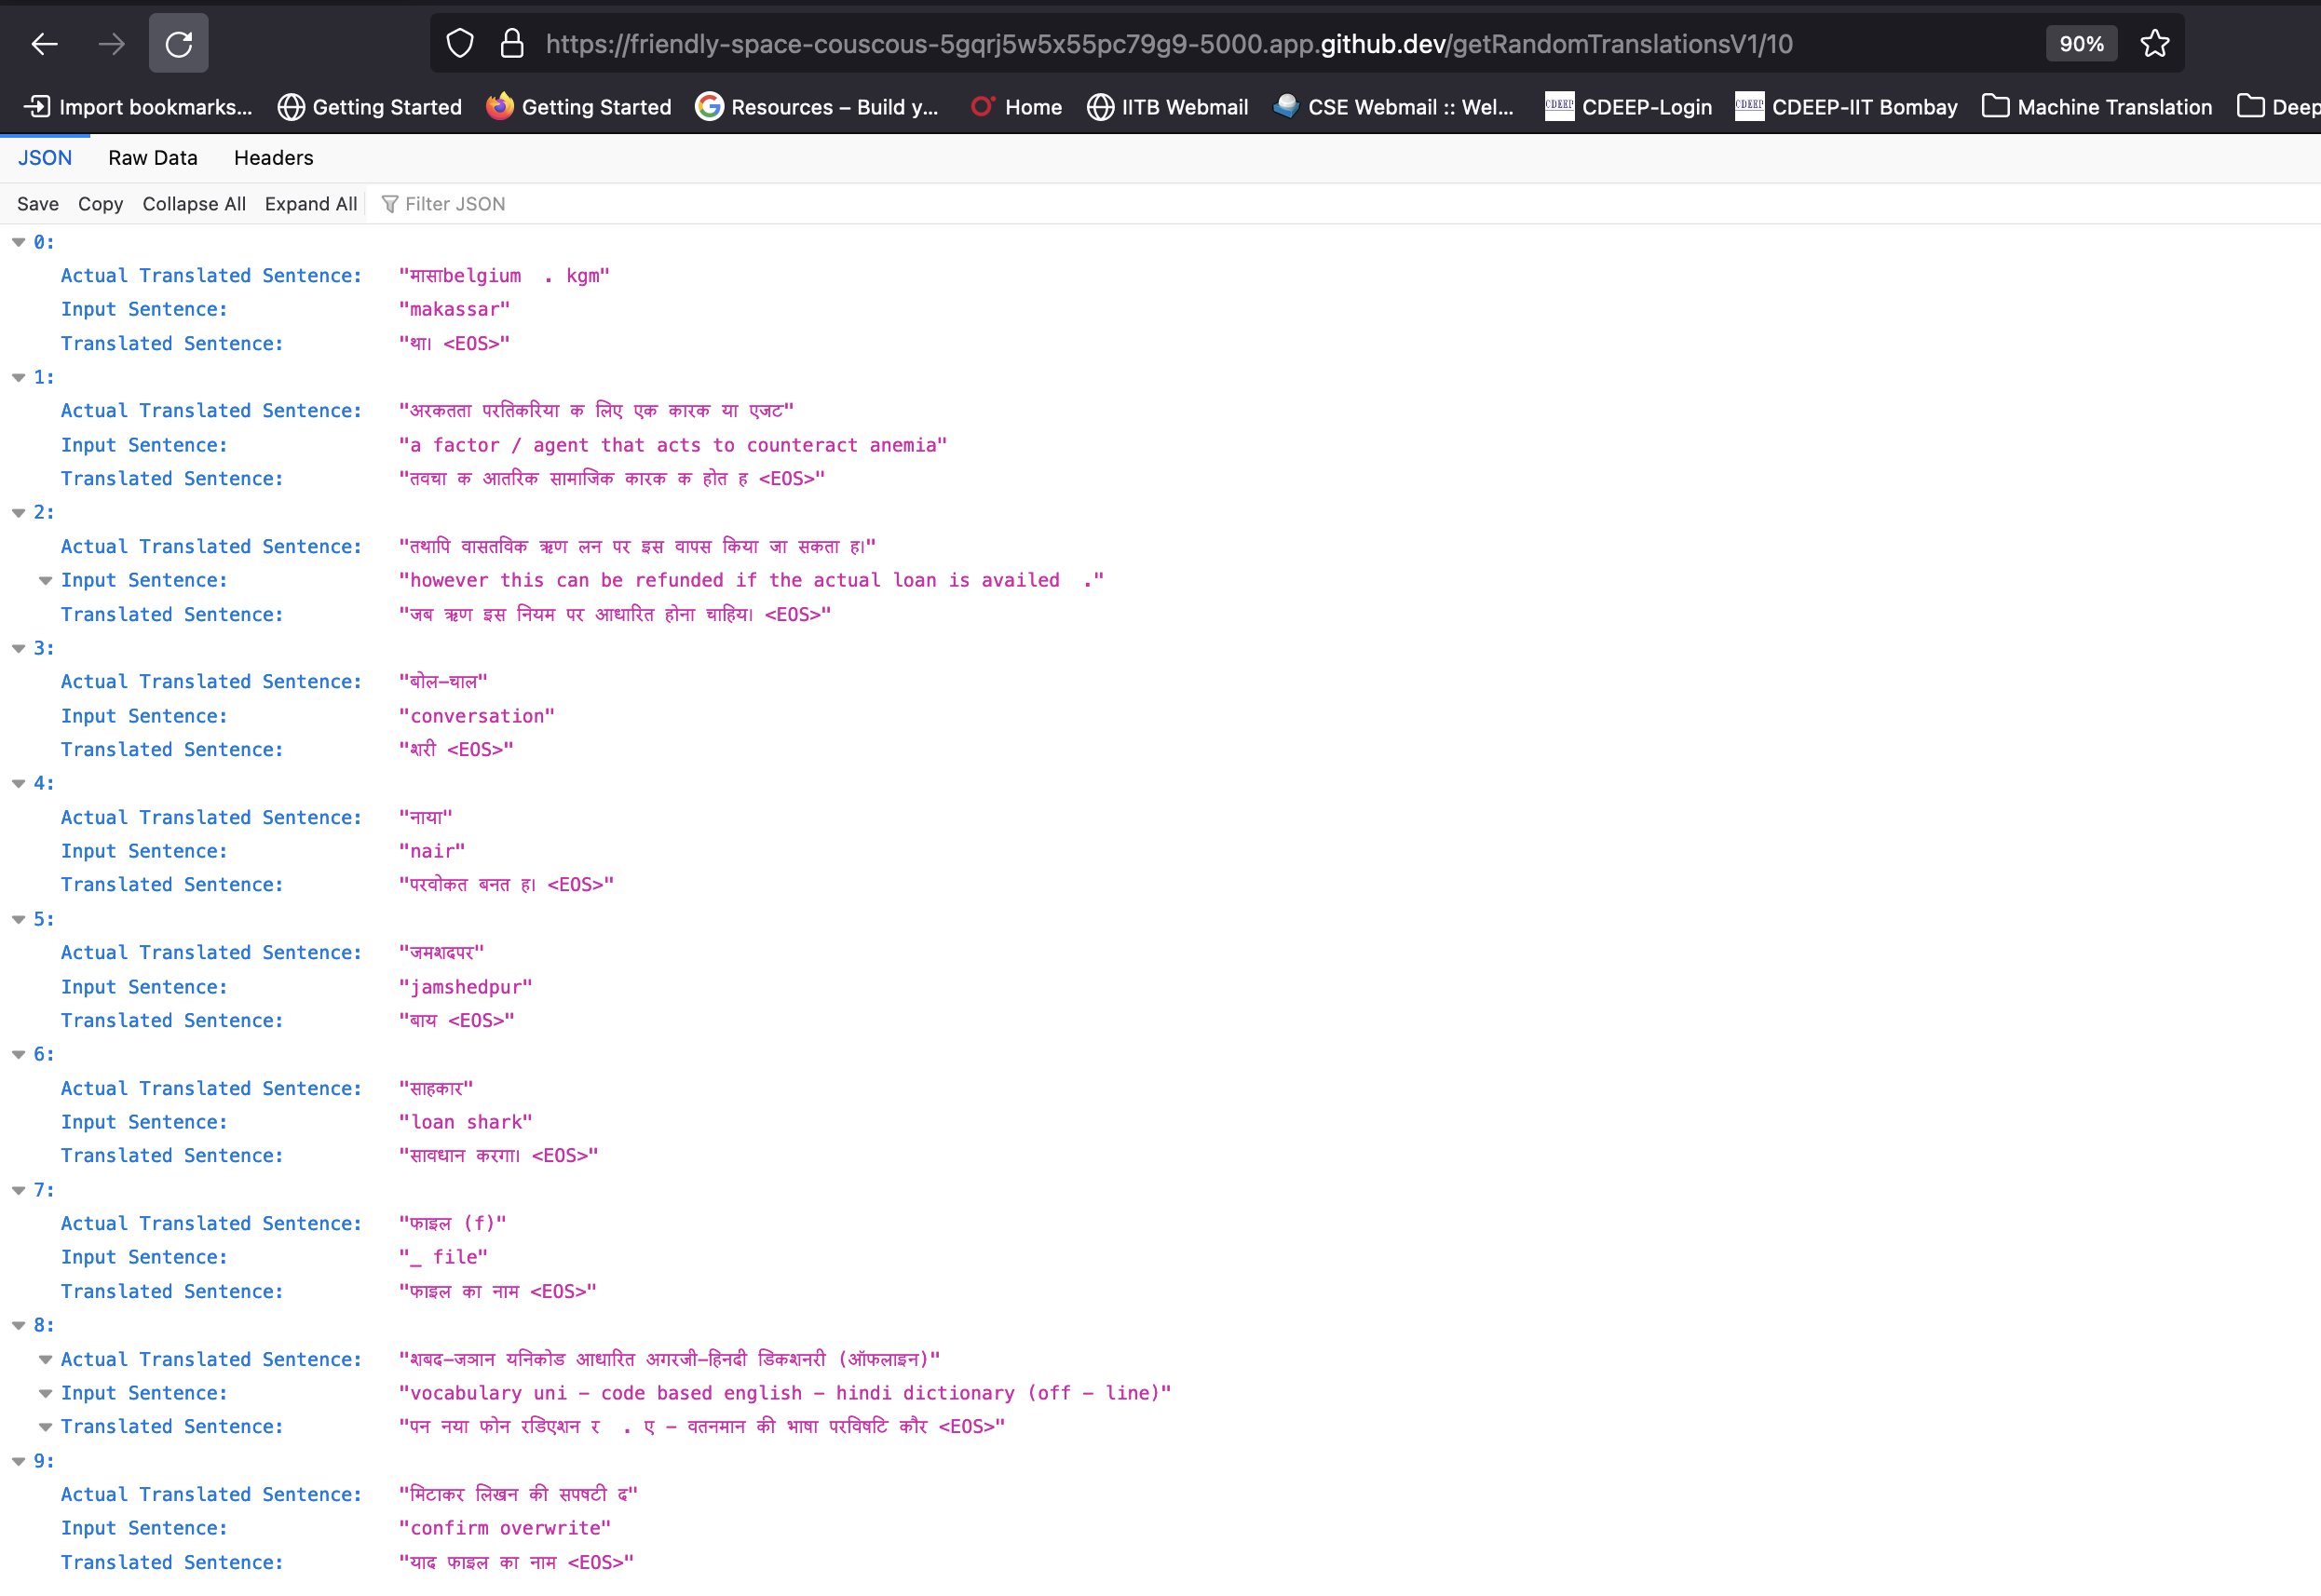 https://friendly-space-couscous-5gqrj5w5x55pc79g9-5000.app.github.dev/getRandomTranslationsV1/10 90%
Import bookmarks... Getting Started Getting Started Resources – Build y... Home IITB Webmail CSE Webmail :: Wel... CDEEP CDEEP-Login CDEEP CDEEP-IIT Bombay Machine Translation Deep
JSON Raw Data Headers
Save Copy Collapse All Expand All Filter JSON
0:
Actual Translated Sentence: "मासाbelgium  . kgm"
Input Sentence: "makassar"
Translated Sentence: "था। <EOS>"
1:
Actual Translated Sentence: "अरकतता परतिकरिया क लिए एक कारक या एजट"
Input Sentence: "a factor / agent that acts to counteract anemia"
Translated Sentence: "तवचा क आतरिक सामाजिक कारक क होत ह <EOS>"
2:
Actual Translated Sentence: "तथापि वासतविक ऋण लन पर इस वापस किया जा सकता ह।"
Input Sentence: "however this can be refunded if the actual loan is availed  ."
Translated Sentence: "जब ऋण इस नियम पर आधारित होना चाहिय। <EOS>"
3:
Actual Translated Sentence: "बोल–चाल"
Input Sentence: "conversation"
Translated Sentence: "शरी <EOS>"
4:
Actual Translated Sentence: "नाया"
Input Sentence: "nair"
Translated Sentence: "परवोकत बनत ह। <EOS>"
5:
Actual Translated Sentence: "जमशदपर"
Input Sentence: "jamshedpur"
Translated Sentence: "बाय <EOS>"
6:
Actual Translated Sentence: "साहकार"
Input Sentence: "loan shark"
Translated Sentence: "सावधान करगा। <EOS>"
7:
Actual Translated Sentence: "फाइल (f)"
Input Sentence: "_ file"
Translated Sentence: "फाइल का नाम <EOS>"
8:
Actual Translated Sentence: "शबद–जञान यनिकोड आधारित अगरजी–हिनदी डिकशनरी (ऑफलाइन)"
Input Sentence: "vocabulary uni – code based english – hindi dictionary (off – line)"
Translated Sentence: "पन नया फोन रडिएशन र  . ए – वतनमान की भाषा परविषटि कौर <EOS>"
9:
Actual Translated Sentence: "मिटाकर लिखन की सपषटी द"
Input Sentence: "confirm overwrite"
Translated Sentence: "याद फाइल का नाम <EOS>"